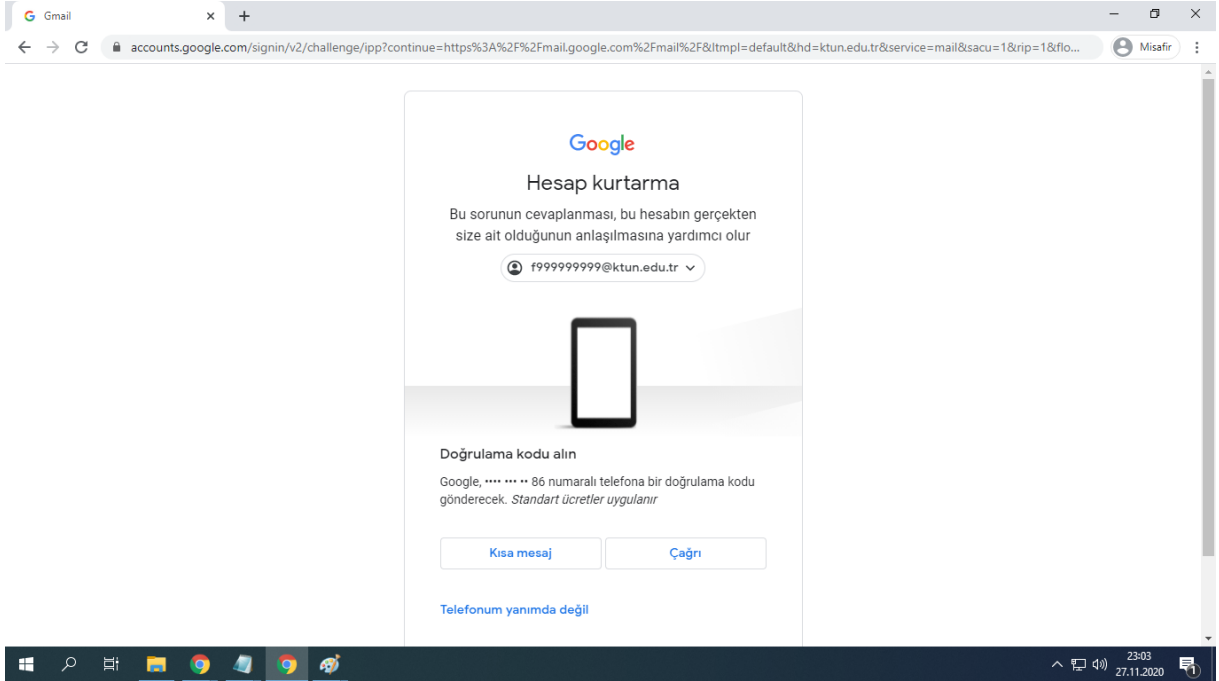 Gmail
accounts.google.com/signin/v2/challenge/ipp?continue=https%3A%2F%2Fmail.google.com%2Fmail%2F&ltmpl=default&hd=ktun.edu.tr&service=mail&sacu=1&rip=1&flo...
Misafir
Google
Hesap kurtarma
Bu sorunun cevaplanması, bu hesabın gerçekten
size ait olduğunun anlaşılmasına yardımcı olur
f999999999@ktun.edu.tr
Doğrulama kodu alın
Google, •••• ••• •• 86 numaralı telefona bir doğrulama kodu
gönderecek. Standart ücretler uygulanır
Kısa mesaj
Çağrı
Telefonum yanımda değil
23:03
27.11.2020
1